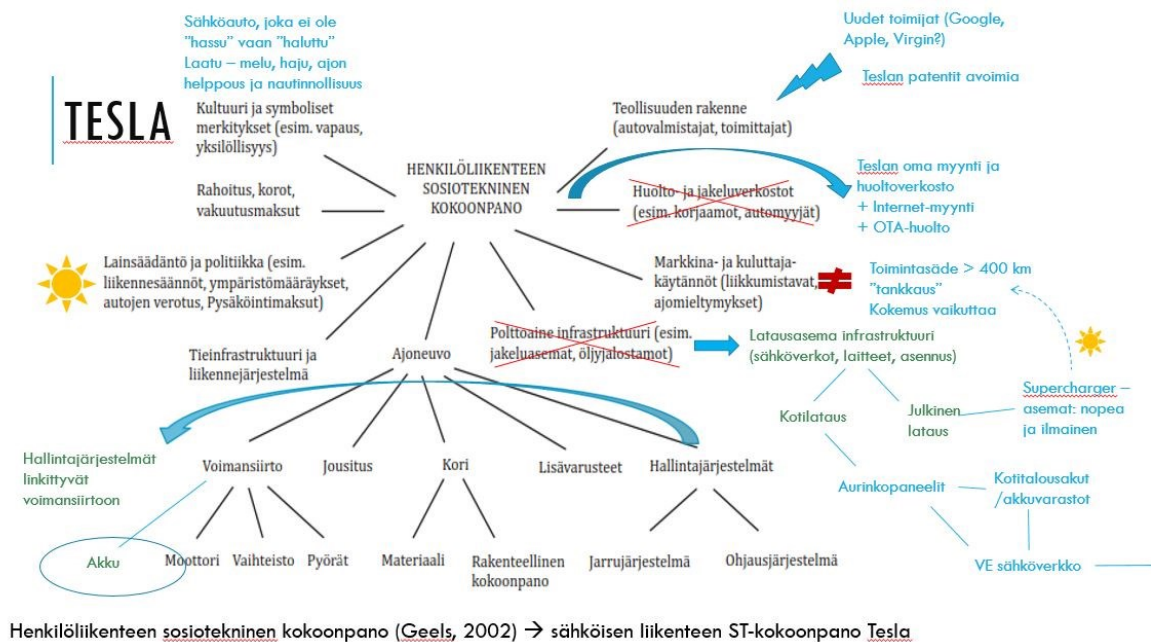 Sähköauto, joka ei ole
"hassu" vaan "haluttu"
Laatu – melu, haju, ajon
helppous ja nautinnollisuus
Uudet toimijat (Google,
Apple, Virgin?)
Teslan patentit avoimia
TESLA
Kultuuri ja symboliset
merkitykset (esim. vapaus,
yksilöllisyys)
Teollisuuden rakenne
(autovalmistajat, toimittajat)
HENKILÖLIIKENTEEN
SOSIOTEKNINEN
KOKOONPANO
Rahoitus, korot,
vakuutusmaksut
Huolto- ja jakeluverkostot
(esim. korjaamot, automyyjät)
Teslan oma myynti ja
huoltoverkosto
+ Internet-myynti
+ OTA-huolto
Lainsäädäntö ja politiikka (esim.
liikennesäännöt, ympäristömääräykset,
autojen verotus, Pysäköintimaksut)
Markkina- ja kuluttaja-
käytännöt (liikkumistavat,
ajomieltymykset)
Toimintasäde > 400 km
"tankkaus"
Kokemus vaikuttaa
Tieinfrastruktuuri ja
liikennejärjestelmä
Ajoneuvo
Polttoaine infrastruktuuri (esim.
jakeluasemat, öljyjalostamot)
Latausasema infrastruktuuri
(sähköverkot, laitteet, asennus)
Kotilataus
Julkinen
lataus
Supercharger –
asemat: nopea
ja ilmainen
Hallintajärjestelmät
linkittyvät
voimansiirtoon
Voimansiirto
Jousitus
Kori
Lisävarusteet
Hallintajärjestelmät
Aurinkopaneelit
Kotitalousakut
/akkuvarastot
Akku
Moottori
Vaihteisto
Pyörät
Materiaali
Rakenteellinen
kokoonpano
Jarrujärjestelmä
Ohjausjärjestelmä
VE sähköverkko
Henkilöliikenteen sosiotekninen kokoonpano (Geels, 2002) → sähköisen liikenteen ST-kokoonpano Tesla